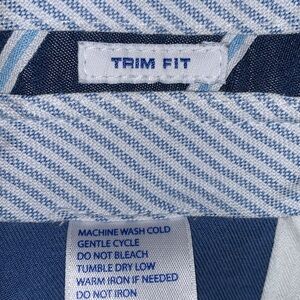 TRIM FIT
MACHINE WASH COLD
GENTLE CYCLE
DO NOT BLEACH
TUMBLE DRY LOW
WARM IRON IF NEEDED
DO NOT IRON